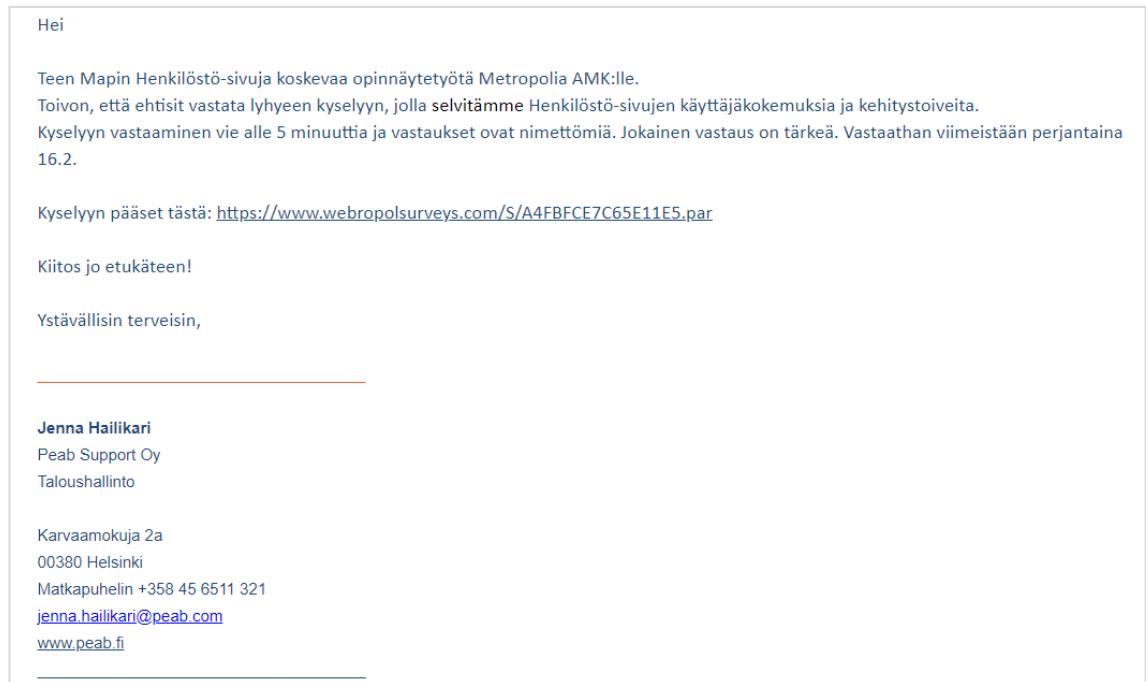 Hei
Teen Mapin Henkilöstö-sivuja koskevaa opinnäytetyötä Metropolia AMK:lle.
Toivon, että ehtisit vastata lyhyeen kyselyyn, jolla selvitämme Henkilöstö-sivujen käyttäjäkokemuksia ja kehitystoiveita.
Kyselyyn vastaaminen vie alle 5 minuuttia ja vastaukset ovat nimettömiä. Jokainen vastaus on tärkeä. Vastaathan viimeistään perjantaina
16.2.
Kyselyyn pääset tästä: https://www.webropolsurveys.com/S/A4FBFCE7C65E11E5.par
Kiitos jo etukäteen!
Ystävällisin terveisin,
Jenna Hailikari
Peab Support Oy
Taloushallinto
Karvaamokuja 2a
00380 Helsinki
Matkapuhelin +358 45 6511 321
jenna.hailikari@peab.com
www.peab.fi